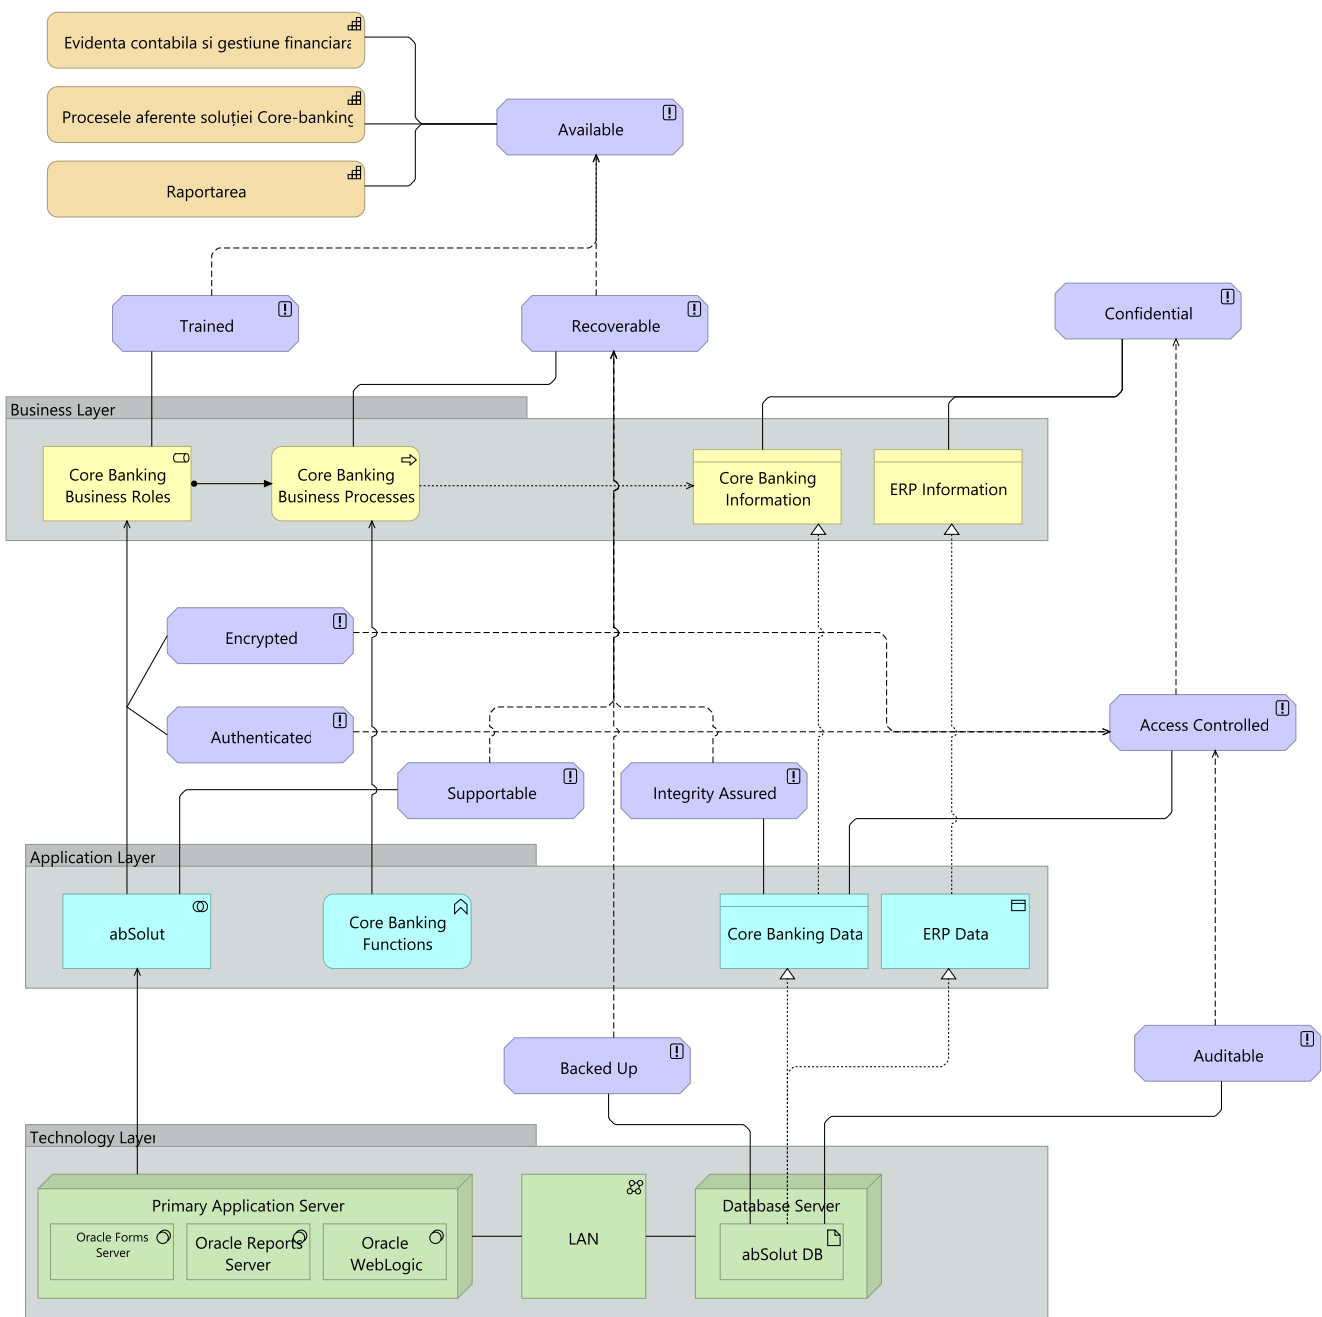 Evidenta contabila si gestiune financiara
Procesele aferente soluției Core-banking
Available
Raportarea
Trained
Recoverable
Confidential
Business Layer
Core Banking
Business Roles
Core Banking
Business Processes
Core Banking
Information
ERP Information
Encrypted
Authenticated
Access Controlled
Supportable
Integrity Assured
Application Layer
abSolut
Core Banking
Functions
Core Banking Data
ERP Data
Backed Up
Auditable
Technology Layer
Primary Application Server
Oracle Forms
Server
Oracle Reports
Server
Oracle
WebLogic
LAN
Database Server
abSolut DB